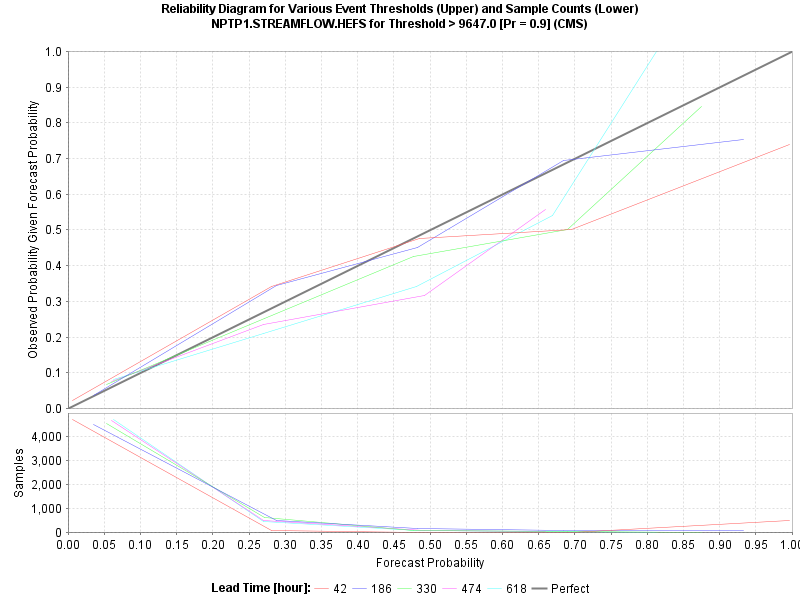 Reliability Diagram for Various Event Thresholds (Upper) and Sample Counts (Lower)
NPTP1.STREAMFLOW.HEFS for Threshold > 9647.0 [Pr = 0.9] (CMS)
Observed Probability Given Forecast Probability
1.0
0.9
0.8
0.7
0.6
0.5
0.4
0.3
0.2
0.1
0.0
Samples
4,000
3,000
2,000
1,000
0
0.00 0.05 0.10 0.15 0.20 0.25 0.30 0.35 0.40 0.45 0.50 0.55 0.60 0.65 0.70 0.75 0.80 0.85 0.90 0.95 1.00
Forecast Probability
Lead Time [hour]: 42 186 330 474 618 Perfect